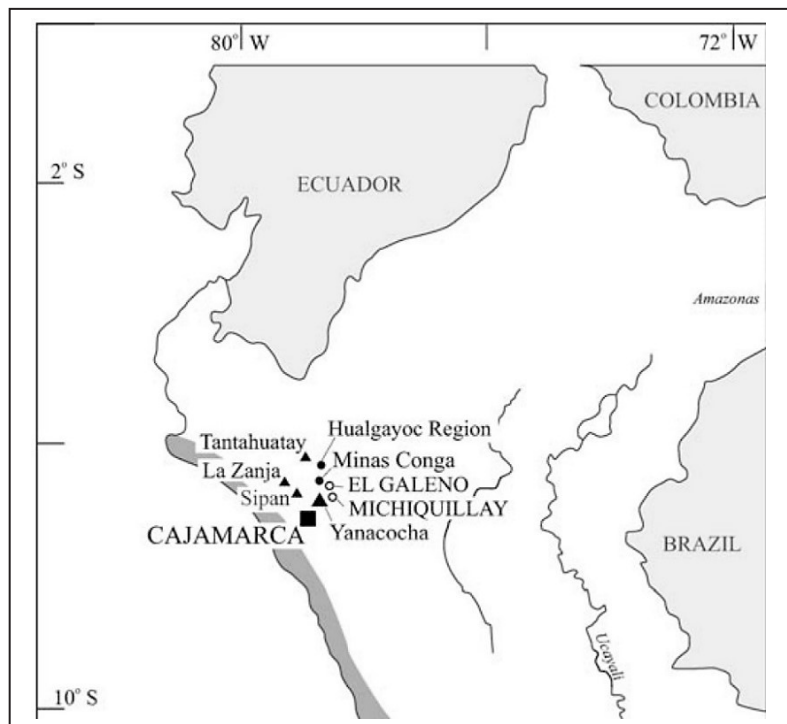 80° W
72° W
COLOMBIA
2° S
ECUADOR
Amazonas
Hualgayoc Region
Tantahuatay
Minas Conga
La Zanja
EL GALENO
Sipan
MICHIQUILLAY
CAJAMARCA
Yanacocha
BRAZIL
Ucayali
10° S